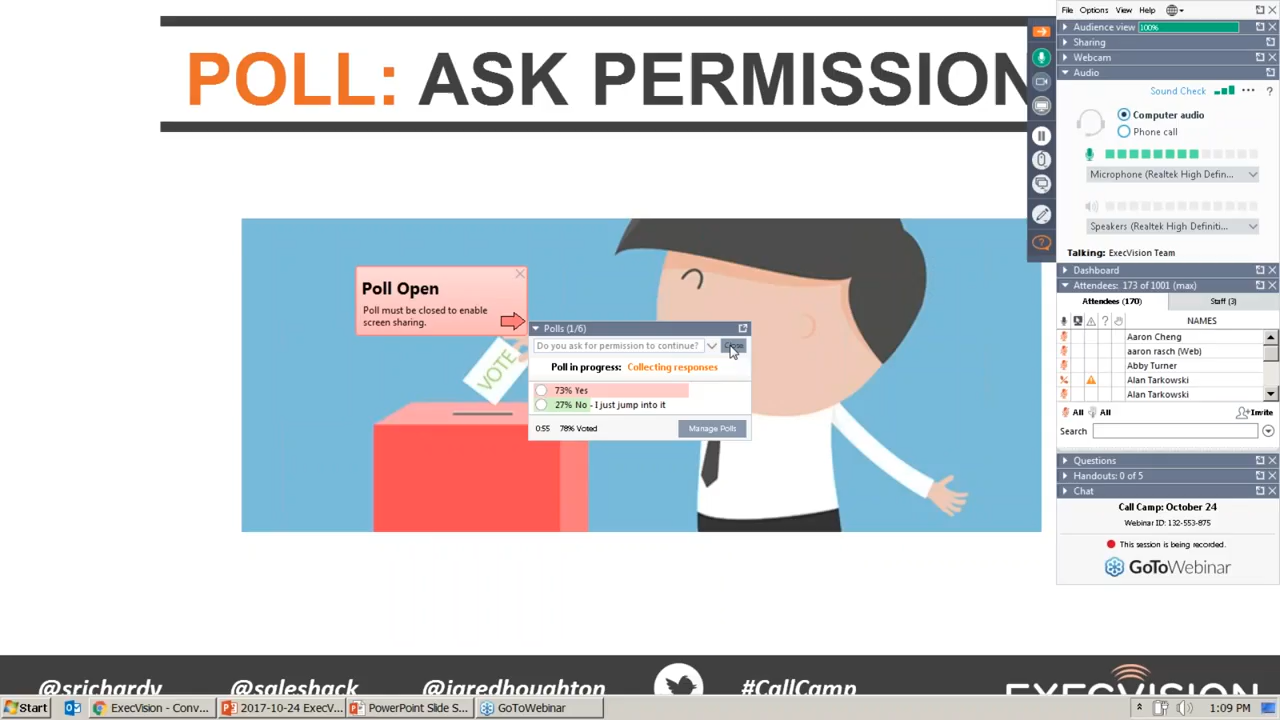 POLL: ASK PERMISSION
File Options View Help
Audience view 100%
Sharing
Webcam
Audio
Sound Check ?
Computer audio
Phone call
Microphone (Realtek High Defin...
Speakers (Realtek High Definiti...
Talking: ExecVision Team
Dashboard
Attendees: 173 of 1001 (max)
Attendees (170) Staff (3)
NAMES
Aaron Cheng
aaron rasch (Web)
Abby Turner
Alan Tarkowski
Alan Tarkowski
All All Invite
Search
Questions
Handouts: 0 of 5
Chat
Call Camp: October 24
Webinar ID: 132-553-875
This session is being recorded.
GoToWebinar
Poll Open
Poll must be closed to enable
screen sharing.
VOTE
Polls (1/6)
Do you ask for permission to continue? Close
Poll in progress: Collecting responses
73% Yes
27% No - I just jump into it
0:55 78% Voted Manage Polls
@srichardv @saleshack @jaredhoughton #CallCamp EXECVISION
Start ExecVision - Conv... 2017-10-24 ExecV... PowerPoint Slide S... GoToWebinar 1:09 PM